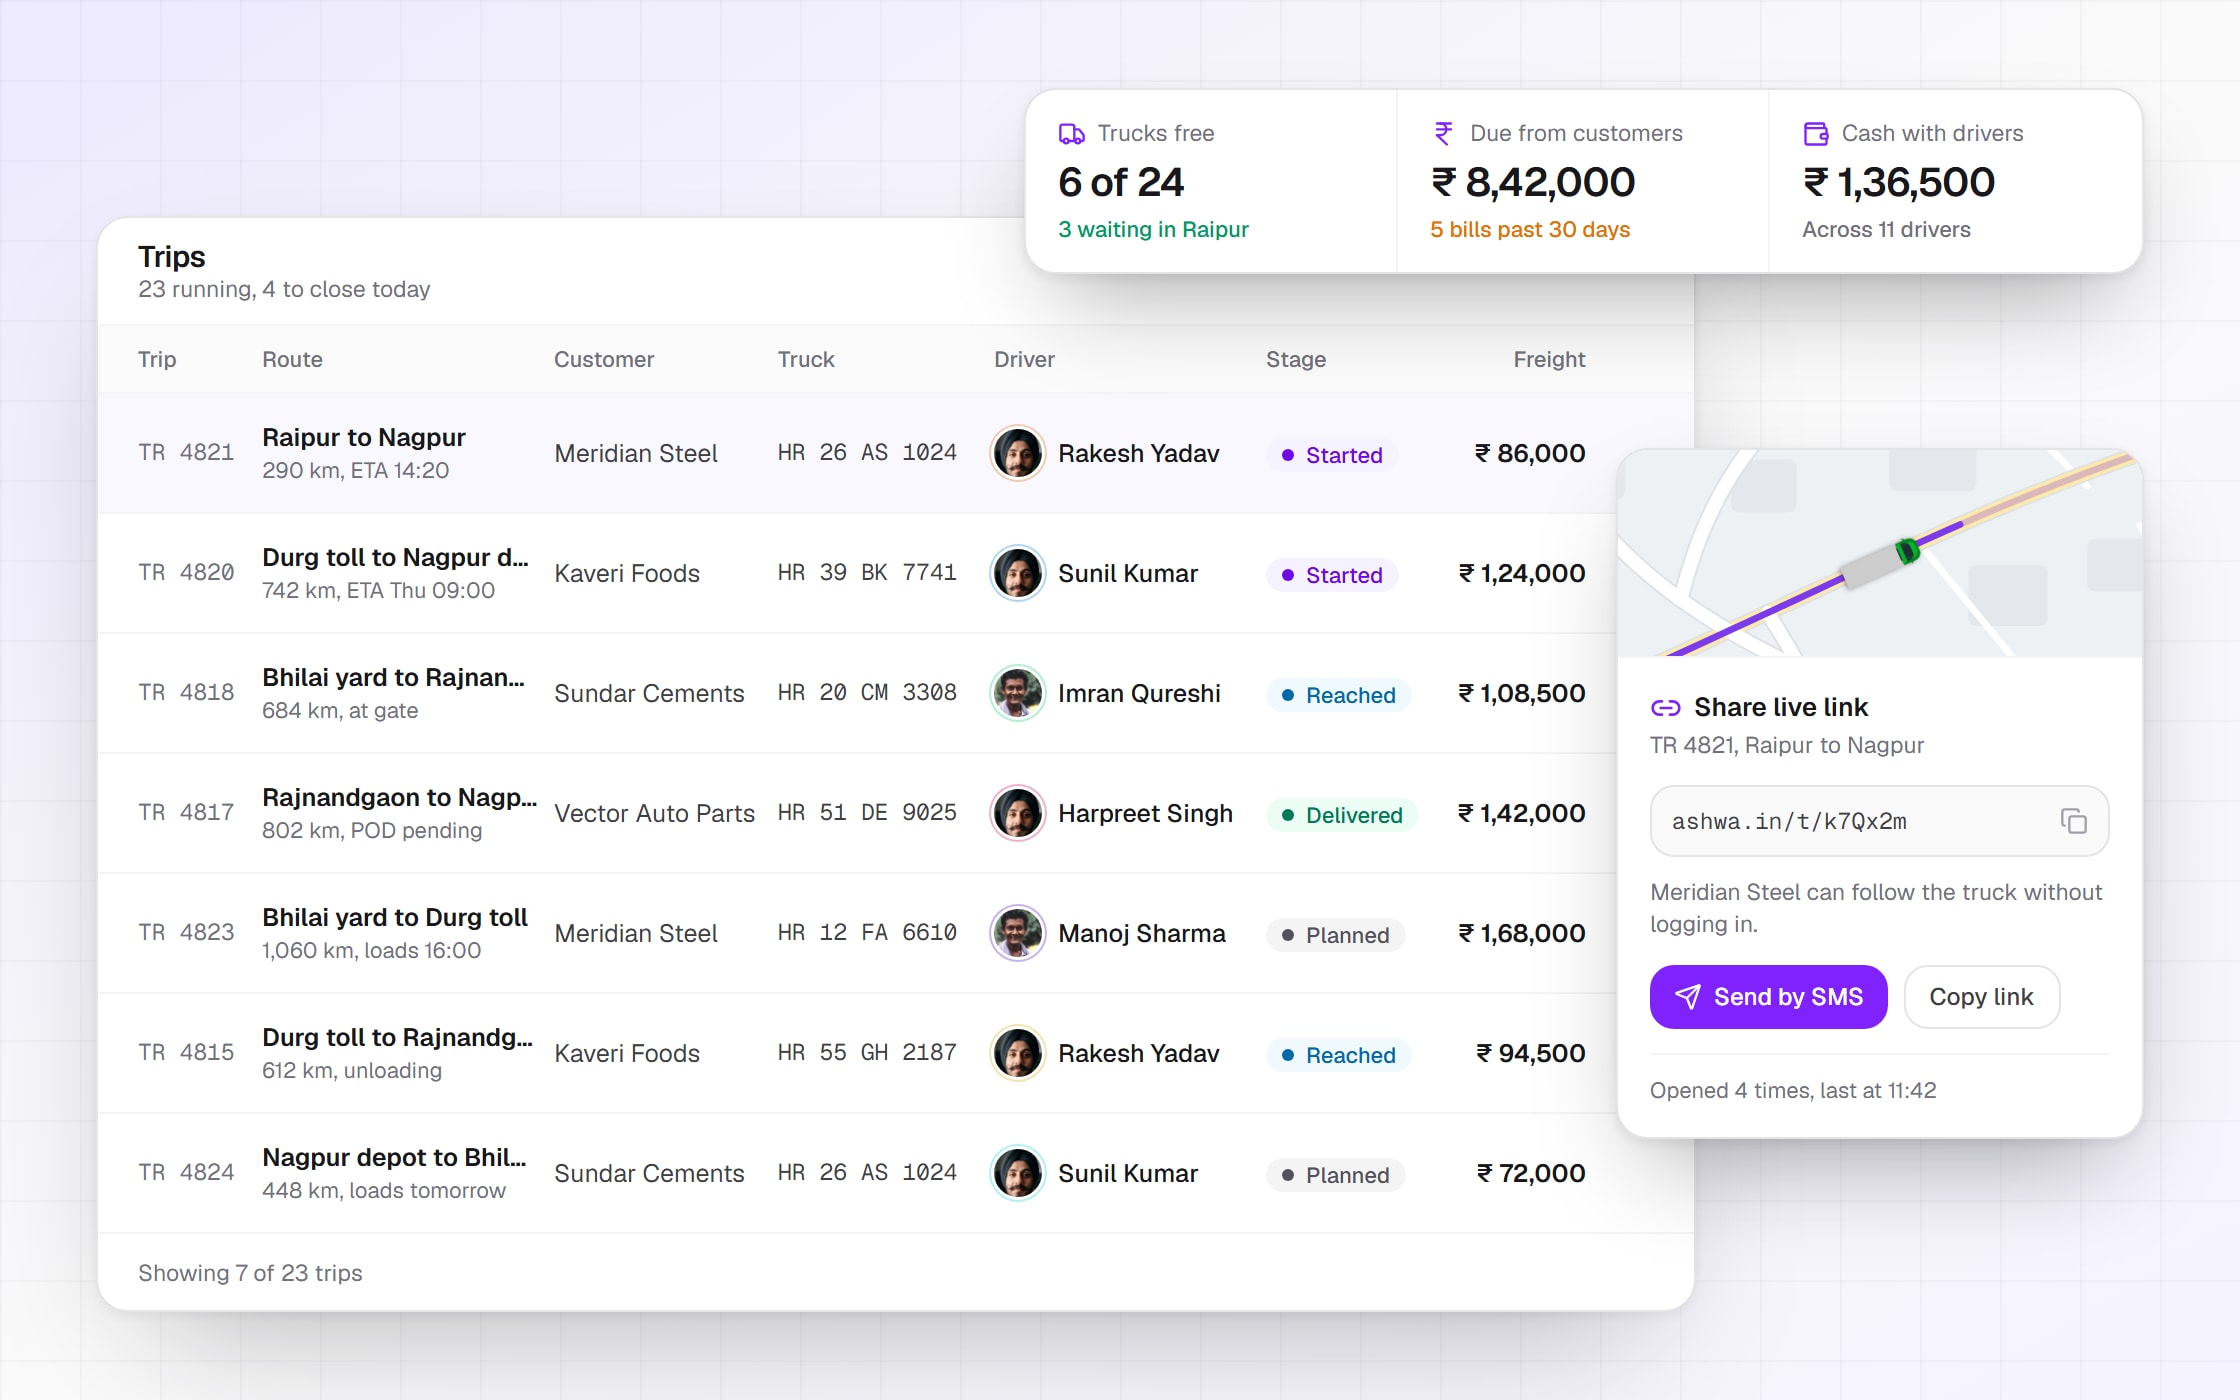 Trucks free
6 of 24
3 waiting in Raipur
Due from customers
₹ 8,42,000
5 bills past 30 days
Cash with drivers
₹ 1,36,500
Across 11 drivers
Trips
23 running, 4 to close today
Trip Route Customer Truck Driver Stage Freight
TR 4821 Raipur to Nagpur Meridian Steel HR 26 AS 1024 Rakesh Yadav Started ₹ 86,000
290 km, ETA 14:20
TR 4820 Durg toll to Nagpur d... Kaveri Foods HR 39 BK 7741 Sunil Kumar Started ₹ 1,24,000
742 km, ETA Thu 09:00
TR 4818 Bhilai yard to Rajnan... Sundar Cements HR 20 CM 3308 Imran Qureshi Reached ₹ 1,08,500
684 km, at gate
TR 4817 Rajnandgaon to Nagp... Vector Auto Parts HR 51 DE 9025 Harpreet Singh Delivered ₹ 1,42,000
802 km, POD pending
TR 4823 Bhilai yard to Durg toll Meridian Steel HR 12 FA 6610 Manoj Sharma Planned ₹ 1,68,000
1,060 km, loads 16:00
TR 4815 Durg toll to Rajnandg... Kaveri Foods HR 55 GH 2187 Rakesh Yadav Reached ₹ 94,500
612 km, unloading
TR 4824 Nagpur depot to Bhil... Sundar Cements HR 26 AS 1024 Sunil Kumar Planned ₹ 72,000
448 km, loads tomorrow
Showing 7 of 23 trips
Share live link
TR 4821, Raipur to Nagpur
ashwa.in/t/k7Qx2m
Meridian Steel can follow the truck without
logging in.
Send by SMS
Copy link
Opened 4 times, last at 11:42